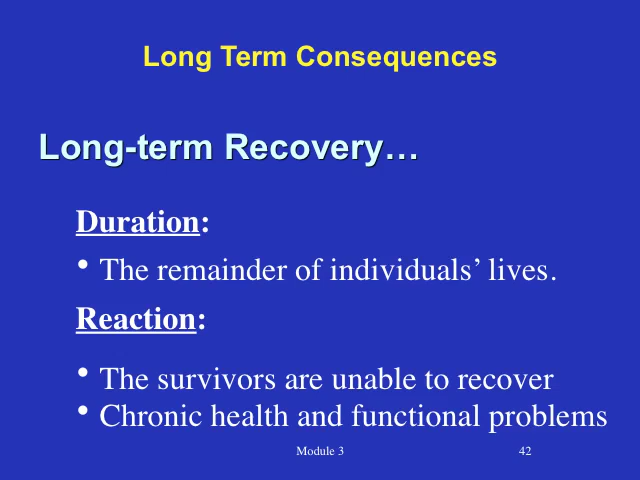 Long Term Consequences
Long-term Recovery…
Duration:
• The remainder of individuals’ lives.
Reaction:
• The survivors are unable to recover
• Chronic health and functional problems
Module 3 42